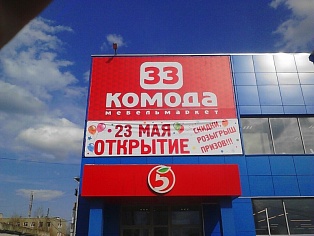 33
комода
мебельмаркет
23 МАЯ
ОТКРЫТИЕ
СКИДКИ,
РОЗЫГРЫШ
ПРИЗОВ!!!
5